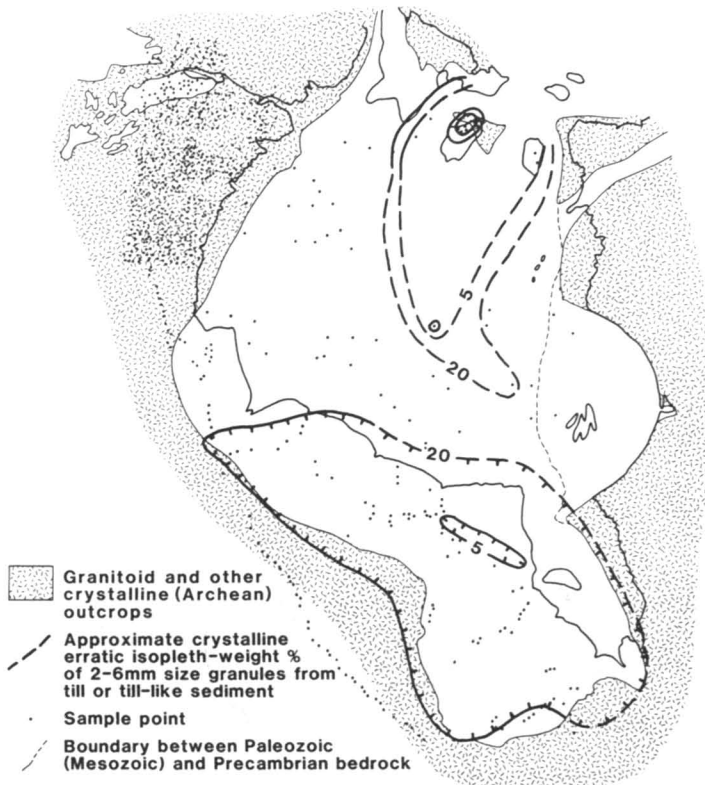 5
20
20
5
Granitoid and other
crystalline (Archean)
outcrops
Approximate crystalline
erratic isopleth-weight %
of 2-6mm size granules from
till or till-like sediment
Sample point
Boundary between Paleozoic
(Mesozoic) and Precambrian bedrock